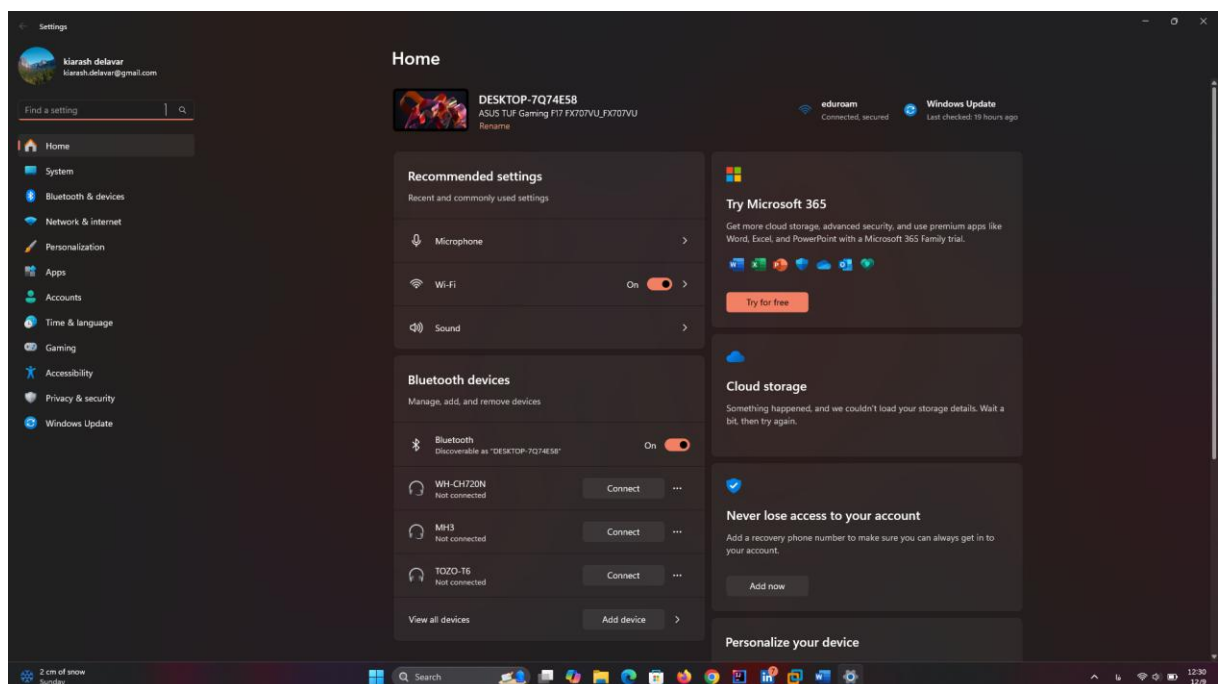 Settings
kiarash delavar
kiarash.delavar@gmail.com
Find a setting
Home
System
Bluetooth & devices
Network & internet
Personalization
Apps
Accounts
Time & language
Gaming
Accessibility
Privacy & security
Windows Update
Home
DESKTOP-7Q74E58
ASUS TUF Gaming F17 FX707VU_FX707VU
Rename
eduroam
Connected, secured
Windows Update
Last checked: 19 hours ago
Recommended settings
Recent and commonly used settings
Microphone
Wi-Fi On
Sound
Bluetooth devices
Manage, add, and remove devices
Bluetooth
Discoverable as "DESKTOP-7Q74E58"
On
WH-CH720N
Not connected
Connect
MH3
Not connected
Connect
TOZO-T6
Not connected
Connect
View all devices
Add device
Try Microsoft 365
Get more cloud storage, advanced security, and use premium apps like
Word, Excel, and PowerPoint with a Microsoft 365 Family trial.
Try for free
Cloud storage
Something happened, and we couldn't load your storage details. Wait a
bit, then try again.
Never lose access to your account
Add a recovery phone number to make sure you can always get in to
your account.
Add now
Personalize your device
2 cm of snow
Sunday
Search
12:30
12/9